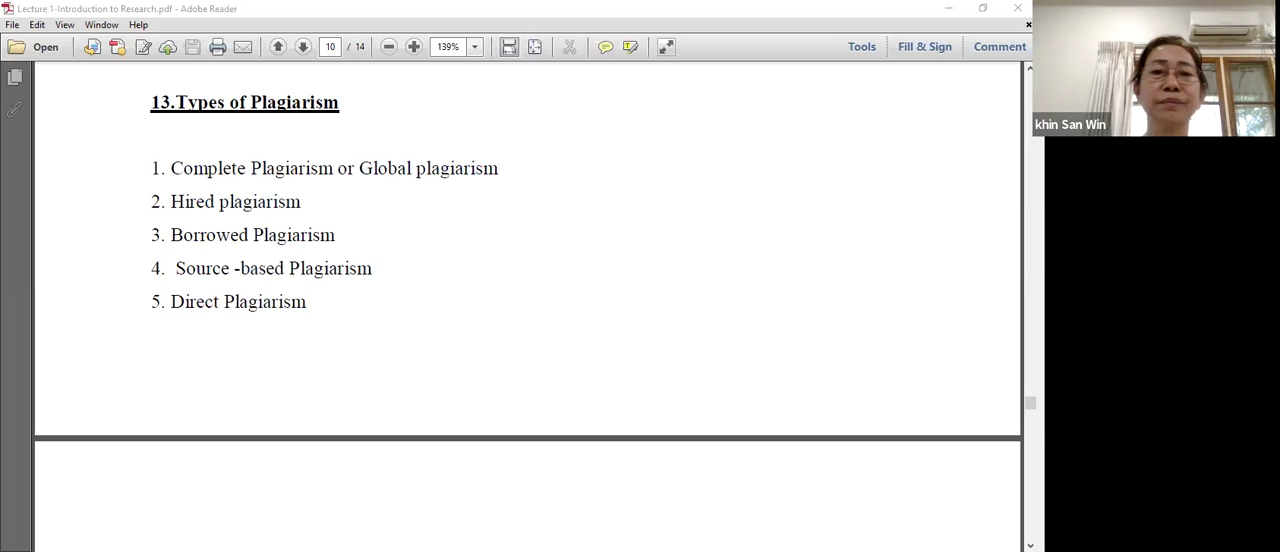 Lecture 1-Introduction to Research.pdf - Adobe Reader
File Edit View Window Help
Open 10 / 14 139% Tools Fill & Sign Comment
13.Types of Plagiarism
1. Complete Plagiarism or Global plagiarism
2. Hired plagiarism
3. Borrowed Plagiarism
4. Source -based Plagiarism
5. Direct Plagiarism
khin San Win